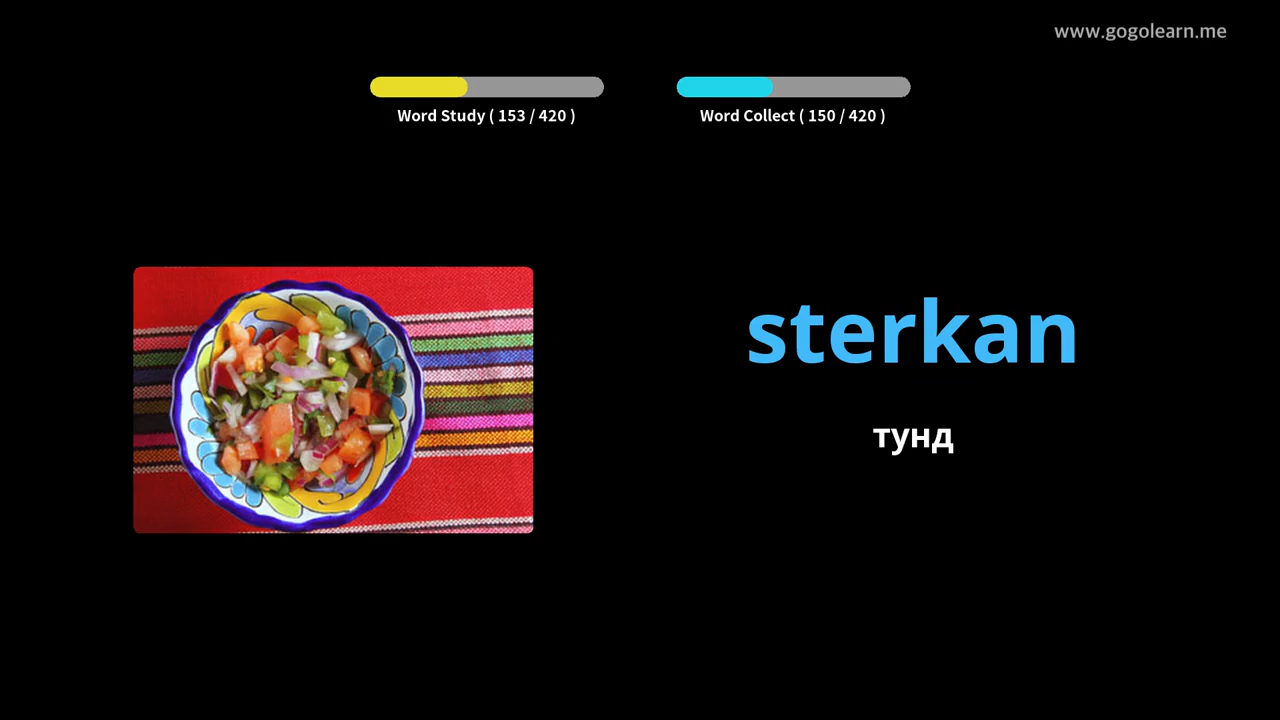 www.gogolearn.me
Word Study ( 153 / 420 )
Word Collect ( 150 / 420 )
sterkan
тунд